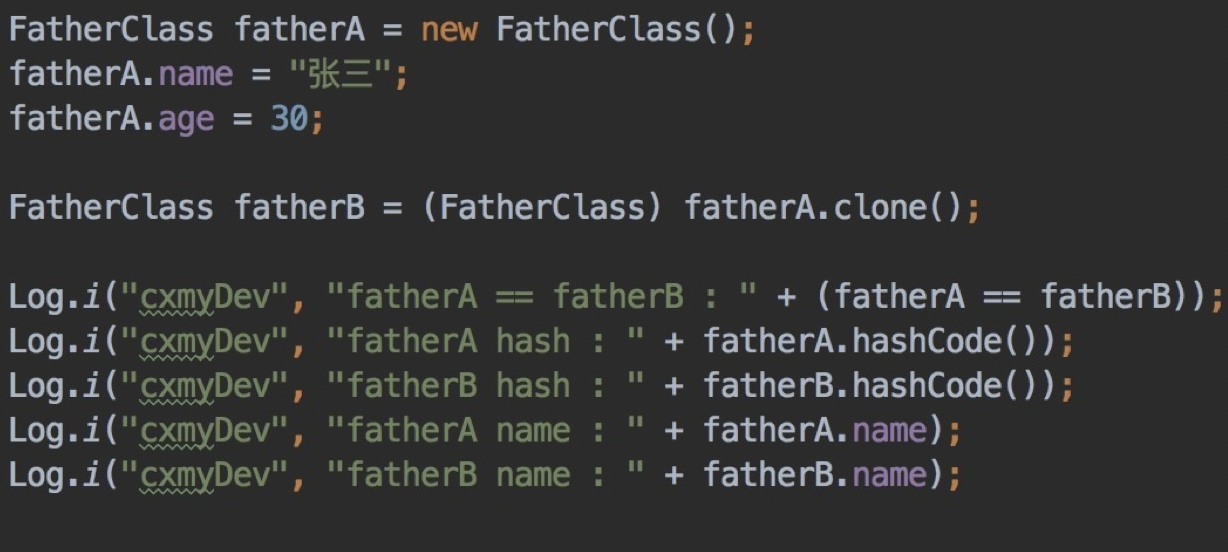 FatherClass fatherA = new FatherClass();
fatherA.name = "张三";
fatherA.age = 30;
FatherClass fatherB = (FatherClass) fatherA.clone();
Log.i("cxmyDev", "fatherA == fatherB : " + (fatherA == fatherB));
Log.i("cxmyDev", "fatherA hash : " + fatherA.hashCode());
Log.i("cxmyDev", "fatherB hash : " + fatherB.hashCode());
Log.i("cxmyDev", "fatherA name : " + fatherA.name);
Log.i("cxmyDev", "fatherB name : " + fatherB.name);